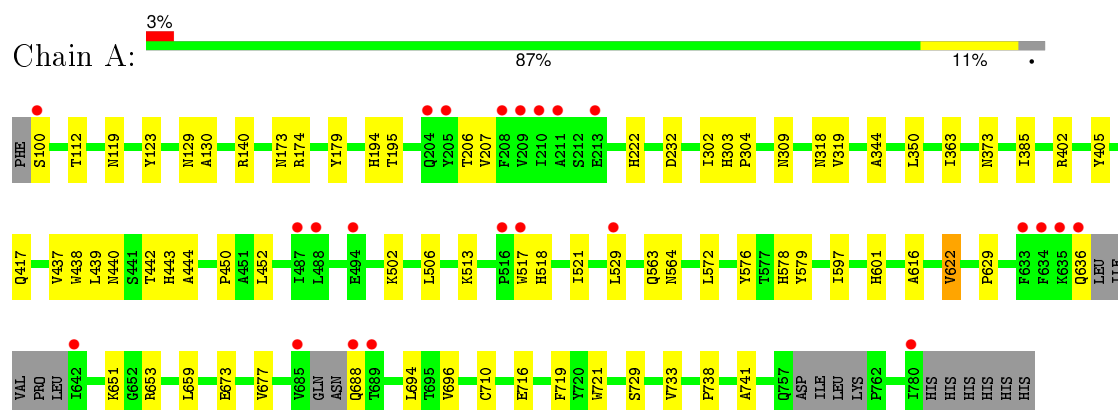 3%
Chain A:
87%
11%
•
PHE S100 T112 N119 Y123 N129 A130 R140 N173 R174 Y179 H194 T195 Q204 Y205 T206 V207 F208 V209 I210 A211 S212 E213 H222 D232 I302 H303 P304 N309 N318 V319 A344 L350 I363 N373 I385 R402 Y405
Q417 V437 W438 L439 N440 S441 T442 H443 A444 P450 A451 L452 I487 L488 E494 K502 L506 K513 P516 W517 H518 I521 L529 Q563 N564 L572 Y576 T577 H578 Y579 I597 H601 A616 V622 P629 F633 F634 K635 Q636 LEU ILE
VAL PRO LEU I642 K651 G652 R653 L659 E673 V677 V685 GLN ASN Q688 T689 L694 T695 V696 C710 E716 F719 Y720 W721 S729 V733 P738 A741 Q757 ASP ILE LEU LYS P762 I780 HIS HIS HIS HIS HIS HIS